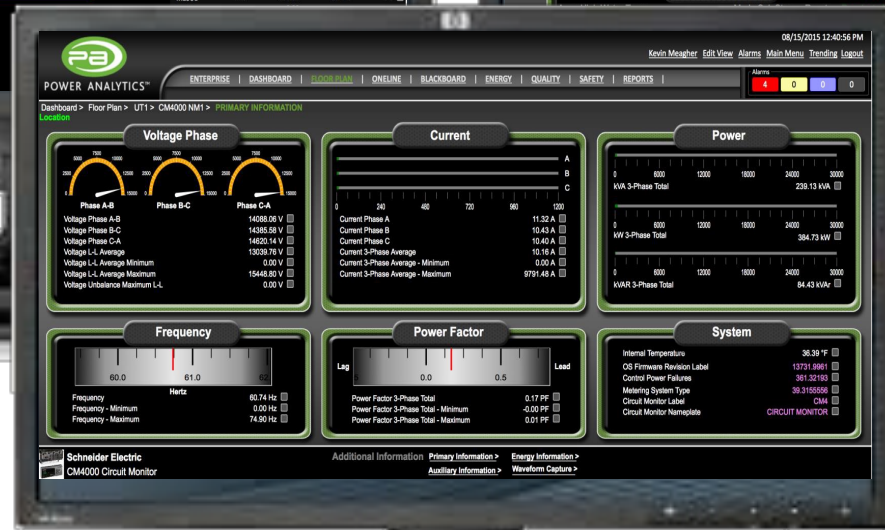 08/15/2015 12:40:56 PM
Kevin Meagher Edit View Alarms Main Menu Trending Logout
PA
POWER ANALYTICS™
ENTERPRISE | DASHBOARD | FLOOR PLAN | ONELINE | BLACKBOARD | ENERGY | QUALITY | SAFETY | REPORTS |
Alarms
4 0 0 0
Dashboard > Floor Plan > UT1 > CM4000 NM1 > PRIMARY INFORMATION
Location
Voltage Phase
0 2500 5000 7500 10000 12500 15000
Phase A-B Phase B-C Phase C-A
Voltage Phase A-B 14088.06 V
Voltage Phase B-C 14385.58 V
Voltage Phase C-A 14620.14 V
Voltage L-L Average 13039.76 V
Voltage L-L Average Minimum 0.00 V
Voltage L-L Average Maximum 15448.80 V
Voltage Unbalance Maximum L-L 0.00 V
Current
A
B
C
0 240 480 720 960 1200
Current Phase A 11.32 A
Current Phase B 10.43 A
Current Phase C 10.40 A
Current 3-Phase Average 10.16 A
Current 3-Phase Average - Minimum 0.00 A
Current 3-Phase Average - Maximum 9791.48 A
Power
0 6000 12000 18000 24000 30000
kVA 3-Phase Total 239.13 kVA
0 6000 12000 18000 24000 30000
kW 3-Phase Total 384.73 kW
0 6000 12000 18000 24000 30000
kVAR 3-Phase Total 84.43 kVAr
Frequency
60.0 61.0 62
Hertz
Frequency 60.74 Hz
Frequency - Minimum 0.00 Hz
Frequency - Maximum 74.90 Hz
Power Factor
Lag 5 0.0 0.5 Lead
Power Factor 3-Phase Total 0.17 PF
Power Factor 3-Phase Total - Minimum -0.00 PF
Power Factor 3-Phase Total - Maximum 0.01 PF
System
Internal Temperature 36.39 °F
OS Firmware Revision Label 13731.9961
Control Power Failures 361.32193
Metering System Type 39.3155556
Circuit Monitor Label CM4
Circuit Monitor Nameplate CIRCUIT MONITOR
Schneider Electric
CM4000 Circuit Monitor
Additional Information Primary Information > Energy Information >
Auxiliary Information > Waveform Capture >